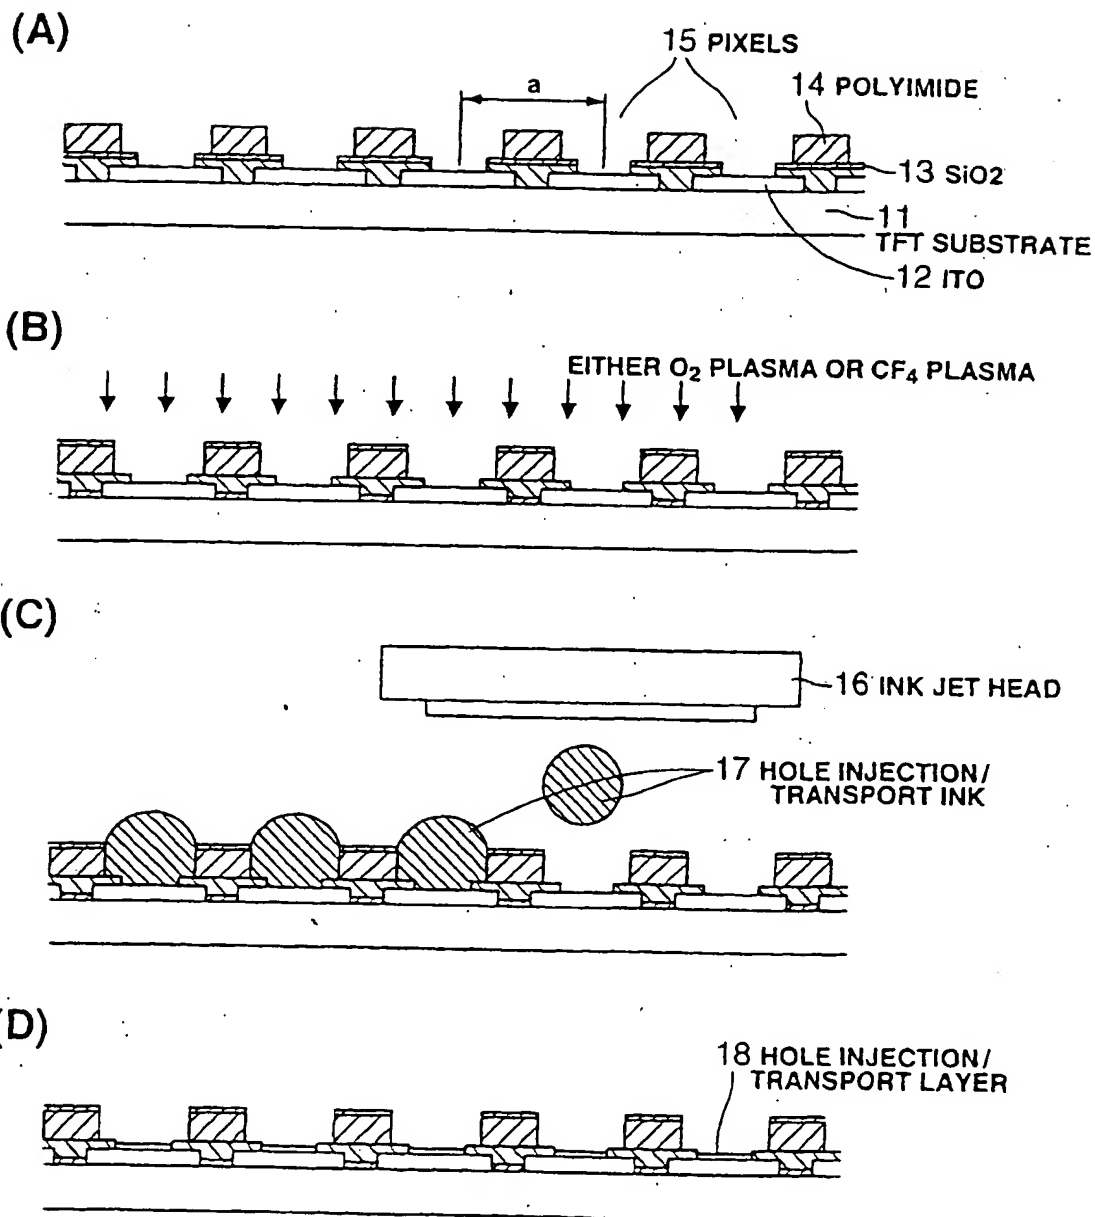 (A)
15 PIXELS
a
14 POLYIMIDE
13 SiO2
11
TFT SUBSTRATE
12 ITO
(B)
EITHER O2 PLASMA OR CF4 PLASMA
(C)
16 INK JET HEAD
17 HOLE INJECTION/
TRANSPORT INK
(D)
18 HOLE INJECTION/
TRANSPORT LAYER